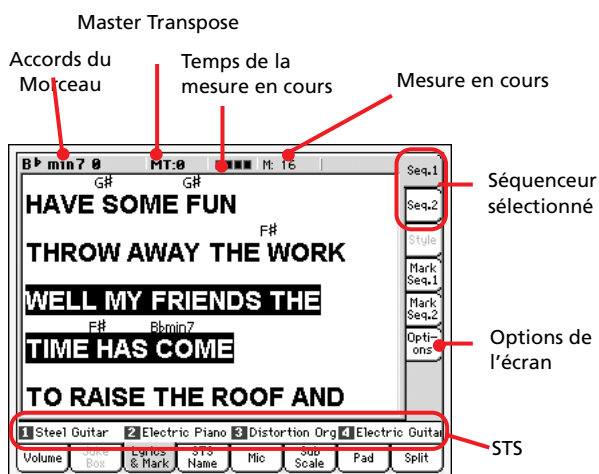 Master Transpose
Accords du
Morceau
Temps de la
mesure en cours
Mesure en cours
B♭ min7 0 MT:0 M: 16
G# G#
HAVE SOME FUN
F#
THROW AWAY THE WORK
WELL MY FRIENDS THE
F# Bbmin7
TIME HAS COME
TO RAISE THE ROOF AND
1 Steel Guitar 2 Electric Piano 3 Distortion Org 4 Electric Guitar
Volume Juke Box Lyrics & Mark STS Name Mic Sub Scale Pad Split
Seq.1
Seq.2
Style
Mark
Seq.1
Mark
Seq.2
Opti-
ons
Séquenceur
sélectionné
Options de
l'écran
STS